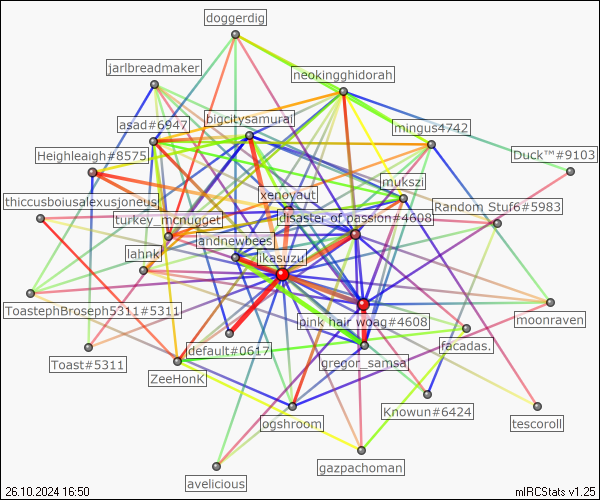 doggerdig
jarlbreadmaker
neokingghidorah
bigcitysamurai
asad#6947
mingus4742
Heighleaigh#8575
Duck™#9103
jmukszi
xenoyaut
thiccusboiusalexusjoneus
Random Stuf6#5983
turkey_mcnugget
disaster of passion#4608
andnewbees
lahnk
ikasuzu
ToastephBroseph5311#5311
pink hair woag#4608
moonraven
default#0617
facadas.
Toast#5311
gregor_samsa
ZeeHonK
Knowun#6424
ogshroom
tescoroll
gazpachoman
avelicious
26.10.2024 16:50
mIRCStats v1.25